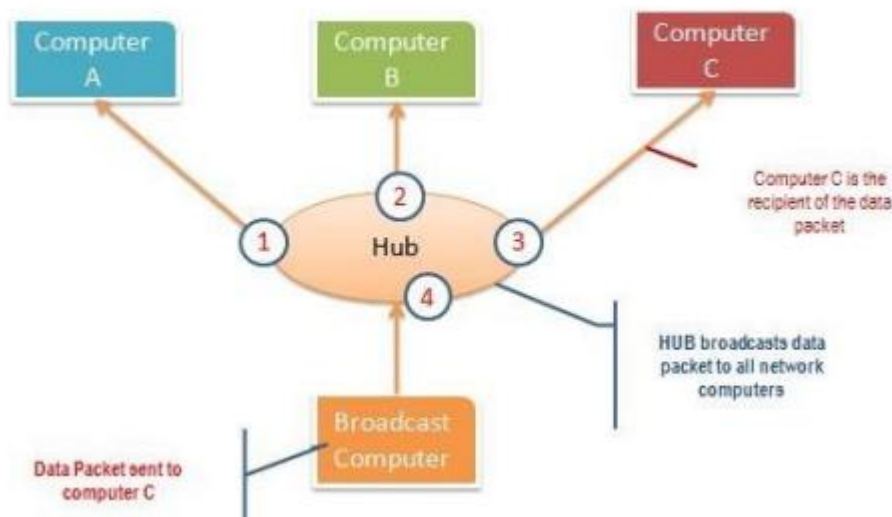 Computer
A
Computer
B
Computer
C
Computer C is the
recipient of the data
packet
2
1
Hub
3
4
HUB broadcasts data
packet to all network
computers
Broadcast
Computer
Data Packet sent to
computer C